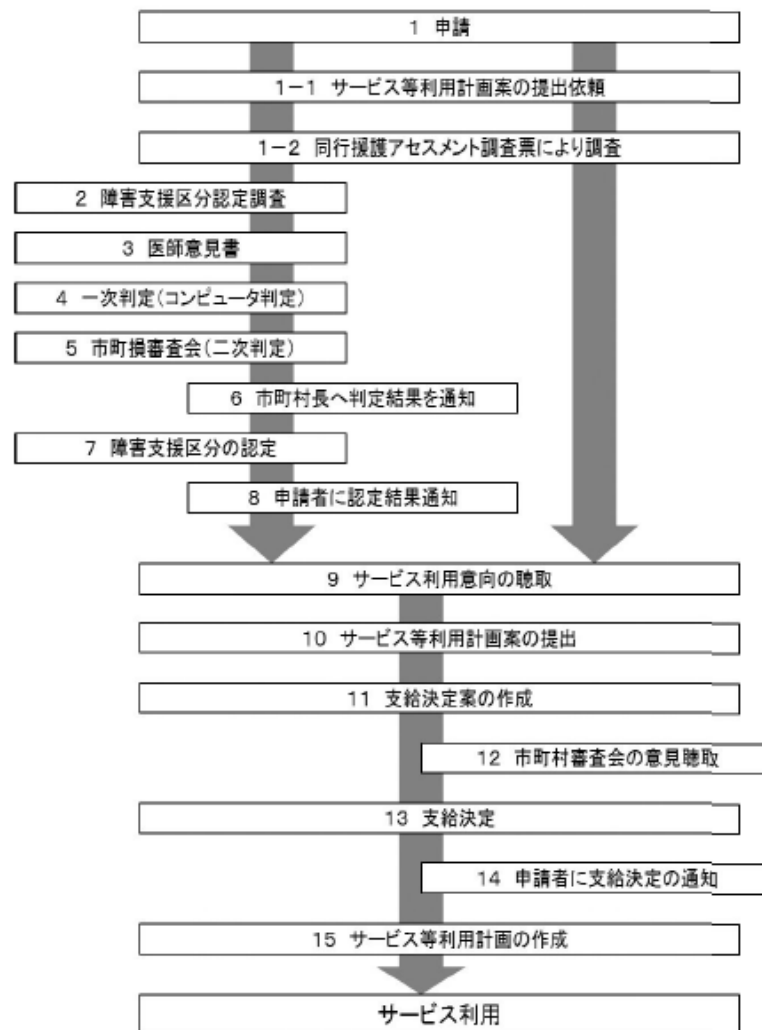 1 申請
1－1 サービス等利用計画案の提出依頼
1－2 同行援護アセスメント調査票により調査
2 障害支援区分認定調査
3 医師意見書
4 一次判定(コンピュータ判定)
5 市町損審査会(二次判定)
6 市町村長へ判定結果を通知
7 障害支援区分の認定
8 申請者に認定結果通知
9 サービス利用意向の聴取
10 サービス等利用計画案の提出
11 支給決定案の作成
12 市町村審査会の意見聴取
13 支給決定
14 申請者に支給決定の通知
15 サービス等利用計画の作成
サービス利用